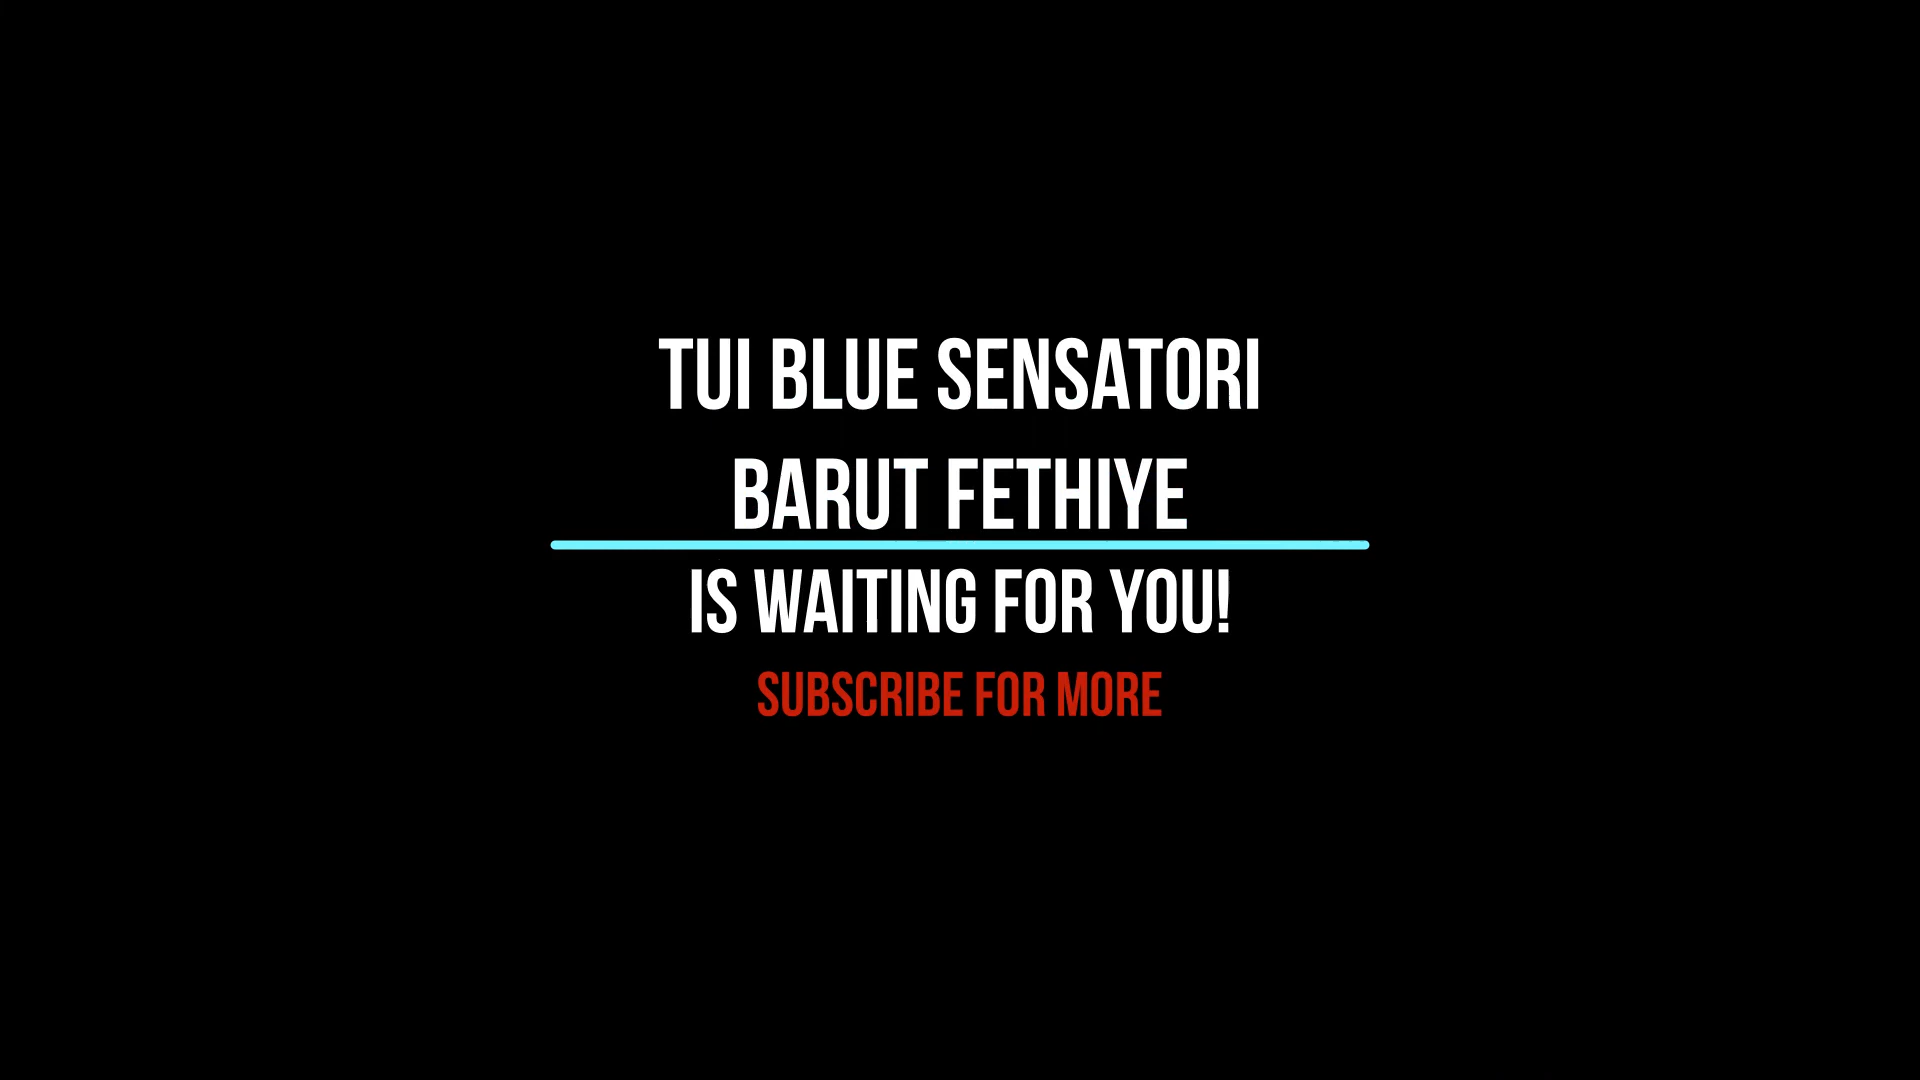 TUI BLUE SENSATORI
BARUT FETHIYE
IS WAITING FOR YOU!
SUBSCRIBE FOR MORE